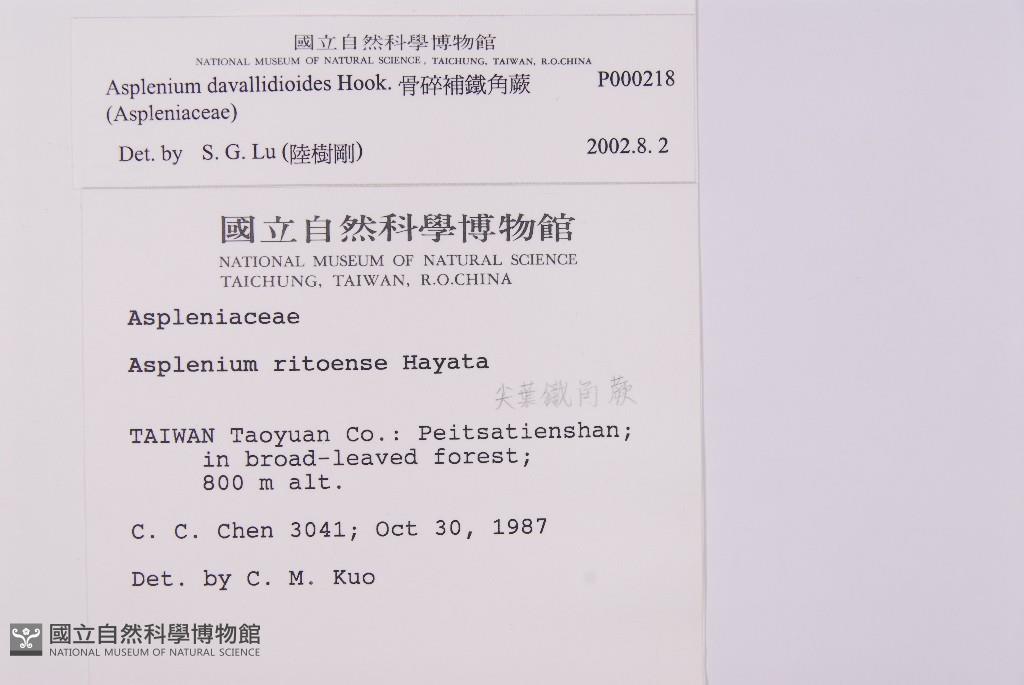 國立自然科學博物館
NATIONAL MUSEUM OF NATURAL SCIENCE, TAICHUNG, TAIWAN, R.O.CHINA
Asplenium davallidioides Hook. 骨碎補鐵角蕨 P000218
(Aspleniaceae)
Det. by S. G. Lu (陸樹剛) 2002.8. 2
國立自然科學博物館
NATIONAL MUSEUM OF NATURAL SCIENCE
TAICHUNG, TAIWAN, R.O.CHINA
Aspleniaceae
Asplenium ritoense Hayata
尖葉鐵角蕨
TAIWAN Taoyuan Co.: Peitsatienshan;
in broad-leaved forest;
800 m alt.
C. C. Chen 3041; Oct 30, 1987
Det. by C. M. Kuo
國立自然科學博物館
NATIONAL MUSEUM OF NATURAL SCIENCE